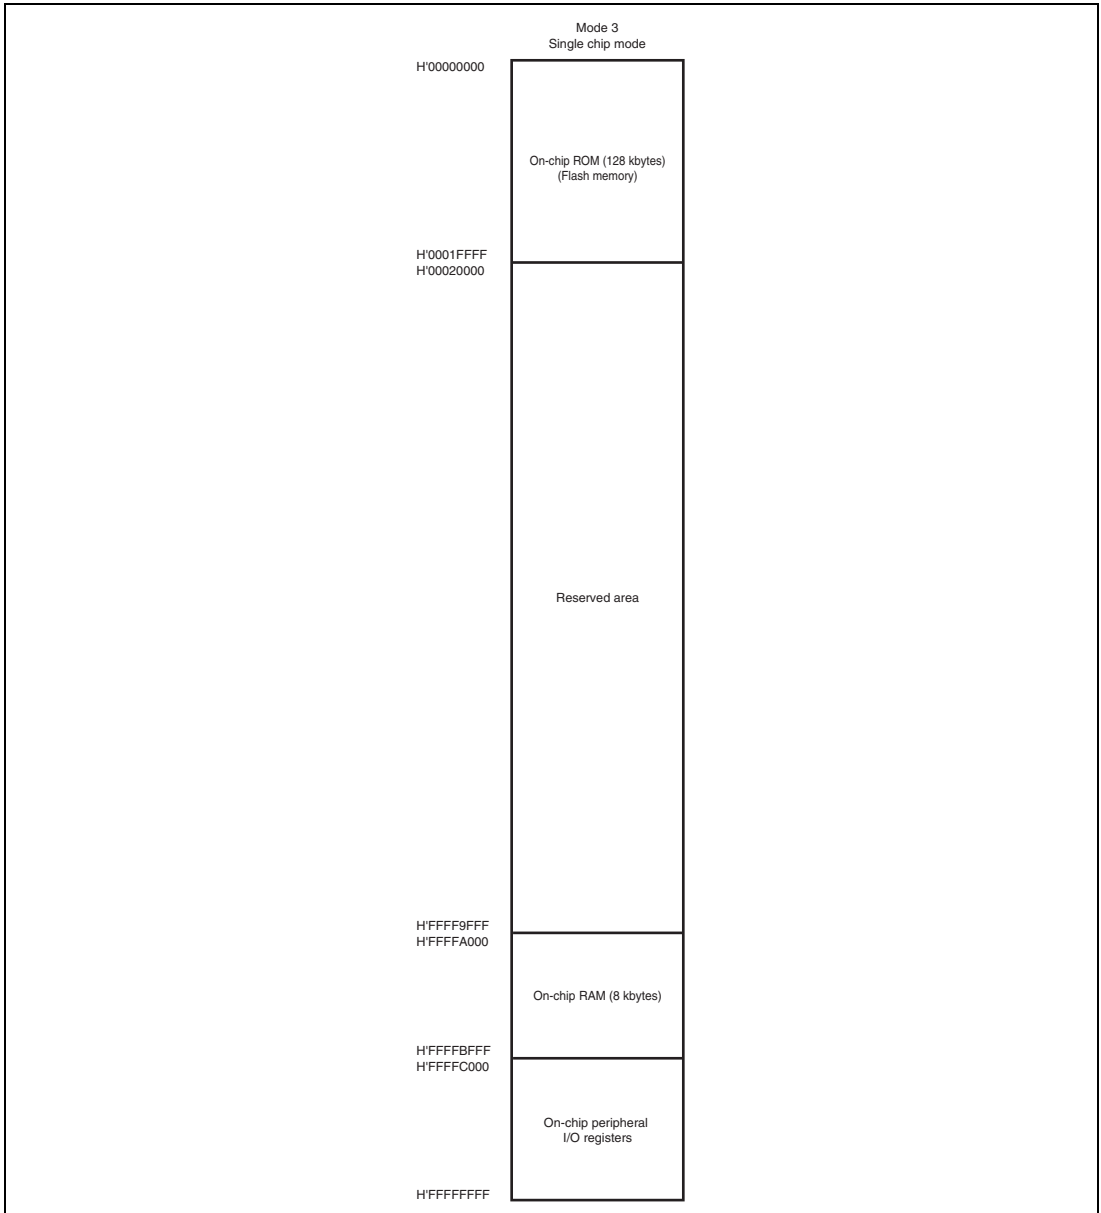 Mode 3
Single chip mode
H'00000000
On-chip ROM (128 kbytes)
(Flash memory)
H'0001FFFF
H'00020000
Reserved area
H'FFFF9FFF
H'FFFFA000
On-chip RAM (8 kbytes)
H'FFFFBFFF
H'FFFFC000
On-chip peripheral
I/O registers
H'FFFFFFFF